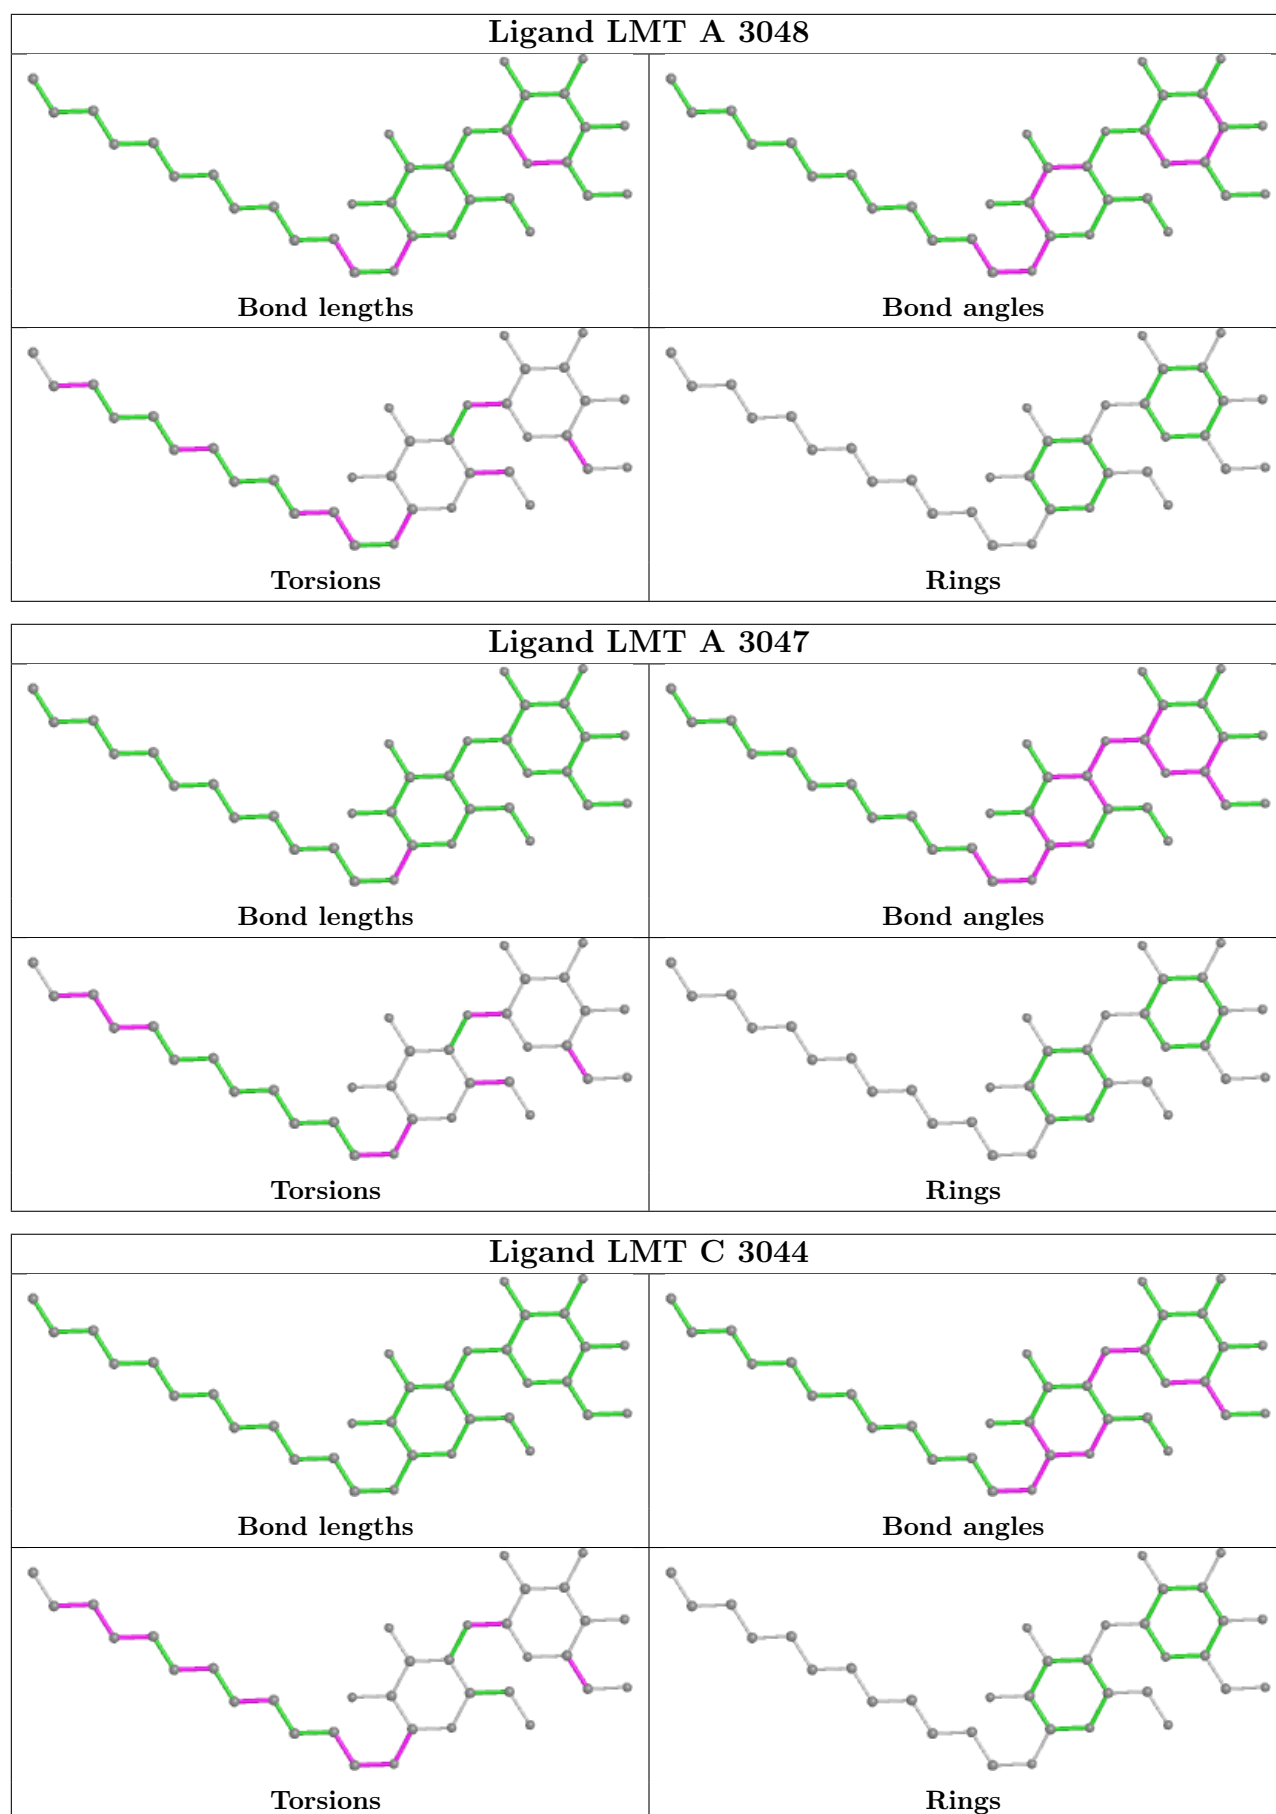 Ligand LMT A 3048
Bond lengths
Bond angles
Torsions
Rings
Ligand LMT A 3047
Bond lengths
Bond angles
Torsions
Rings
Ligand LMT C 3044
Bond lengths
Bond angles
Torsions
Rings